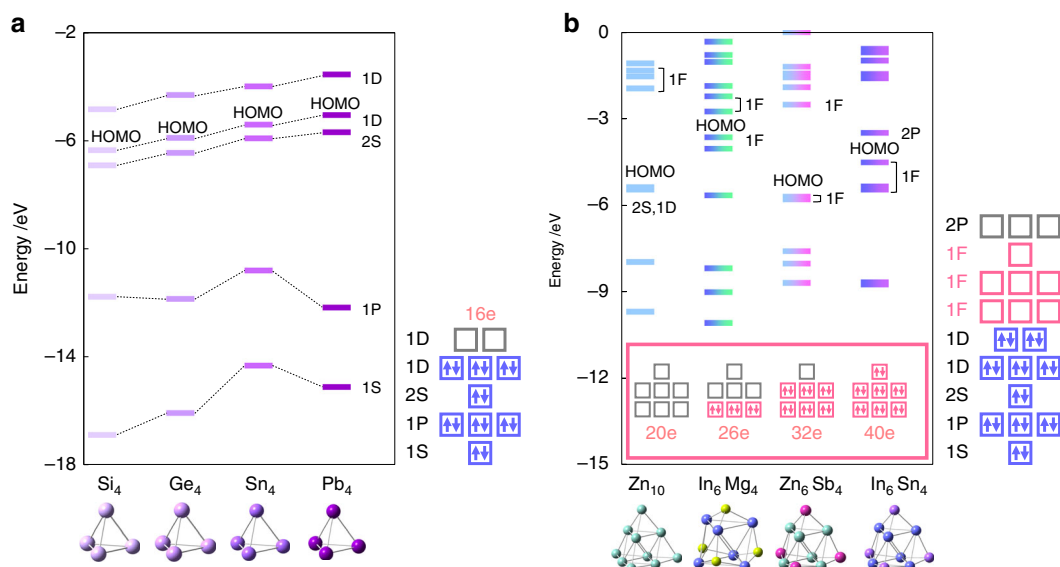 a
−2
−6
−10
−14
−18
Energy /eV
HOMO
HOMO
HOMO
HOMO
1D
1D
2S
1P
1S
Si4
Ge4
Sn4
Pb4
16e
1D
1D
2S
1P
1S
b
0
−3
−6
−9
−12
−15
Energy /eV
1F
HOMO
2S,1D
1F
HOMO
1F
1F
HOMO
1F
2P
HOMO
1F
20e
26e
32e
40e
Zn10
In6 Mg4
Zn6 Sb4
In6 Sn4
2P
1F
1F
1F
1D
1D
2S
1P
1S